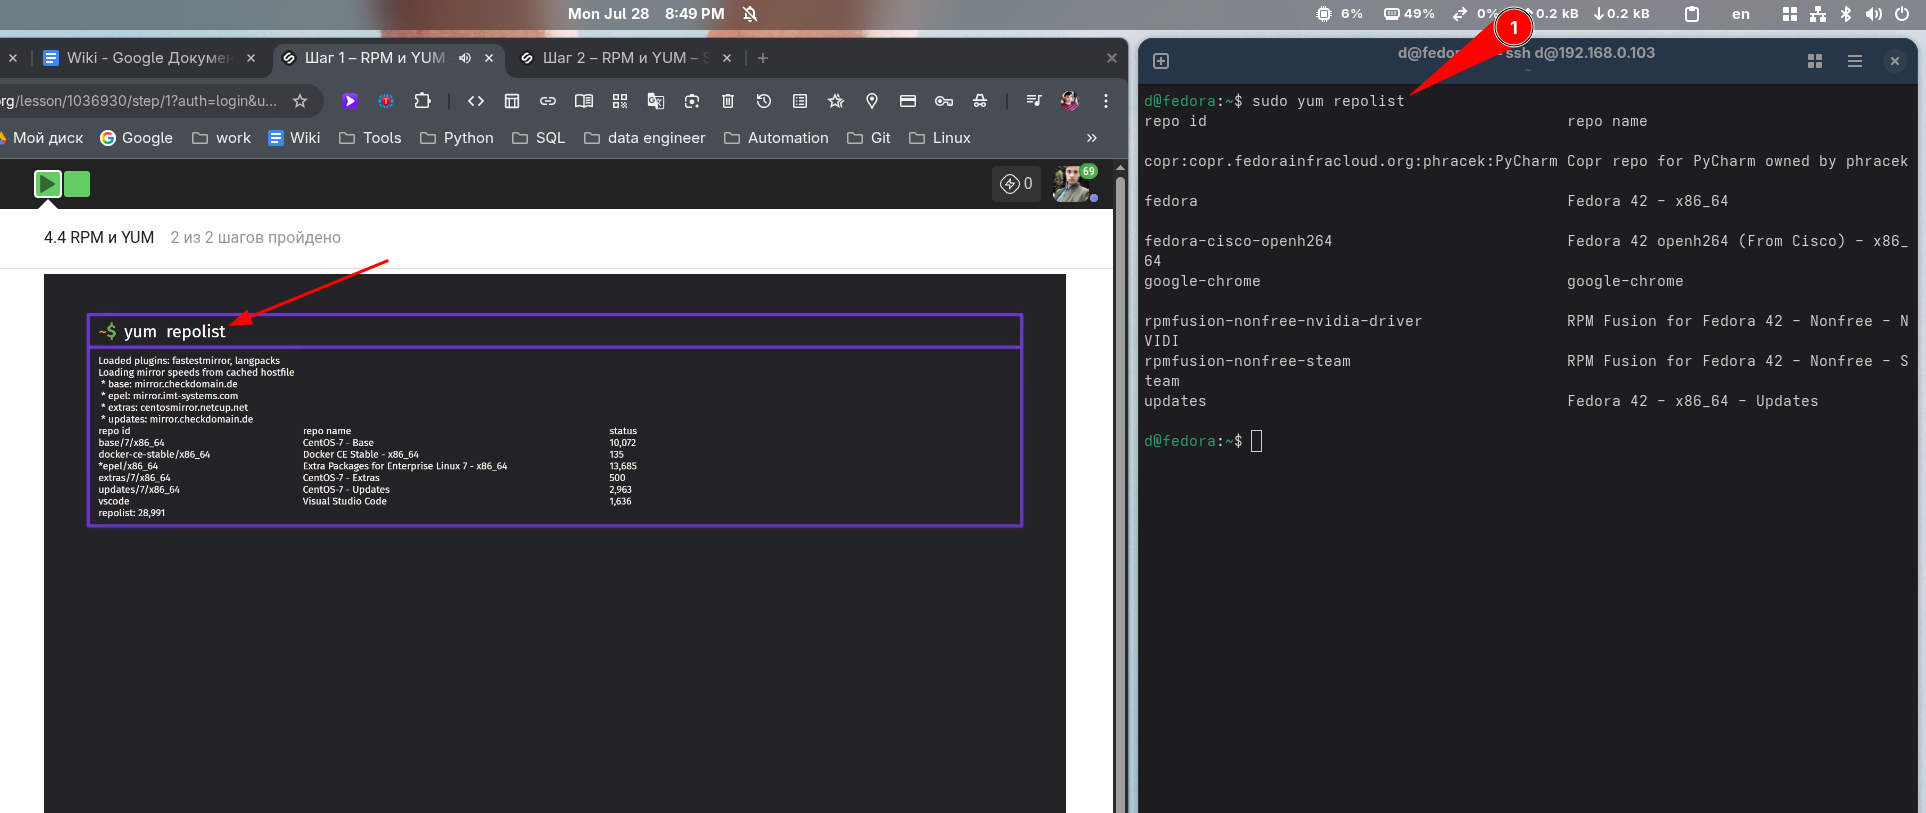 Mon Jul 28 8:49 PM
6% 49% 0% 0.2 kB 0.2 kB en
Wiki - Google Докумен
Шаг 1 – RPM и YUM
Шаг 2 – RPM и YUM – S
1
d@fedor ssh d@192.168.0.103
~
org/lesson/1036930/step/1?auth=login&u...
Мой диск Google work Wiki Tools Python SQL data engineer Automation Git Linux »
0
69
4.4 RPM и YUM 2 из 2 шагов пройдено
~$ yum repolist
Loaded plugins: fastestmirror, langpacks
Loading mirror speeds from cached hostfile
* base: mirror.checkdomain.de
* epel: mirror.imt-systems.com
* extras: centosmirror.netcup.net
* updates: mirror.checkdomain.de
repo id repo name status
base/7/x86_64 CentOS-7 - Base 10,072
docker-ce-stable/x86_64 Docker CE Stable - x86_64 135
*epel/x86_64 Extra Packages for Enterprise Linux 7 - x86_64 13,685
extras/7/x86_64 CentOS-7 - Extras 500
updates/7/x86_64 CentOS-7 - Updates 2,963
vscode Visual Studio Code 1,636
repolist: 28,991
d@fedora:~$ sudo yum repolist
repo id repo name
copr:copr.fedorainfracloud.org:phracek:PyCharm Copr repo for PyCharm owned by phracek
fedora Fedora 42 - x86_64
fedora-cisco-openh264 Fedora 42 openh264 (From Cisco) - x86_
64
google-chrome google-chrome
rpmfusion-nonfree-nvidia-driver RPM Fusion for Fedora 42 - Nonfree - N
VIDI
rpmfusion-nonfree-steam RPM Fusion for Fedora 42 - Nonfree - S
team
updates Fedora 42 - x86_64 - Updates
d@fedora:~$